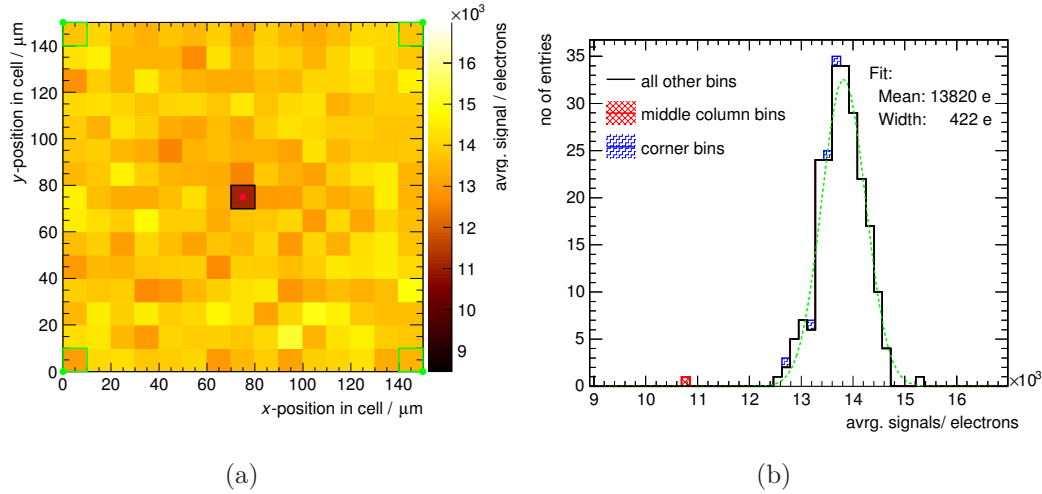 ×10³
y-position in cell / μm
140
120
100
80
60
40
20
0
0 20 40 60 80 100 120 140
x-position in cell / μm
16
15
14
13
12
11
10
9
avrg. signal / electrons
(a)
no of entries
35
30
25
20
15
10
5
0
all other bins
middle column bins
corner bins
Fit:
Mean: 13820 e
Width: 422 e
9 10 11 12 13 14 15 16
×10³
avrg. signals/ electrons
(b)